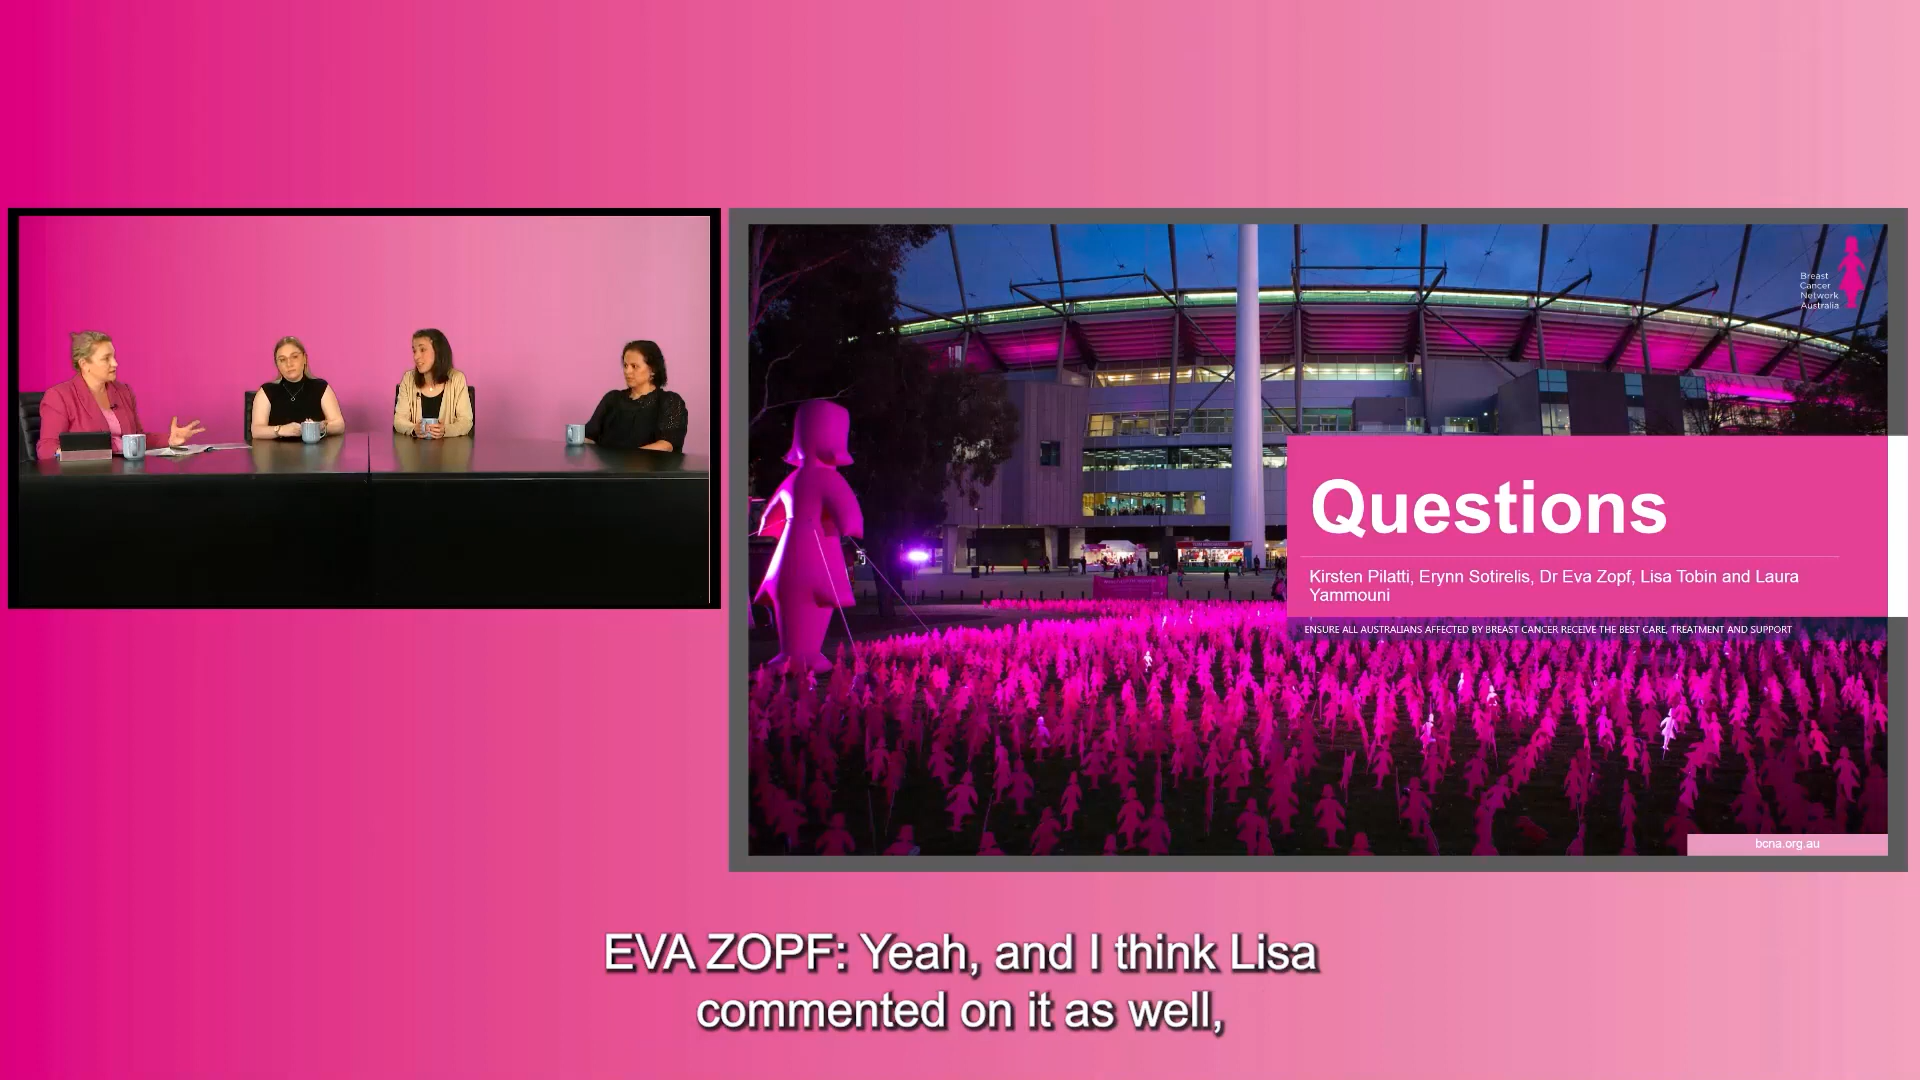 Breast
Cancer
Network
Australia
Questions
Kirsten Pilatti, Erynn Sotirelis, Dr Eva Zopf, Lisa Tobin and Laura
Yammouni
ENSURE ALL AUSTRALIANS AFFECTED BY BREAST CANCER RECEIVE THE BEST CARE, TREATMENT AND SUPPORT
bcna.org.au
EVA ZOPF: Yeah, and I think Lisa
commented on it as well,